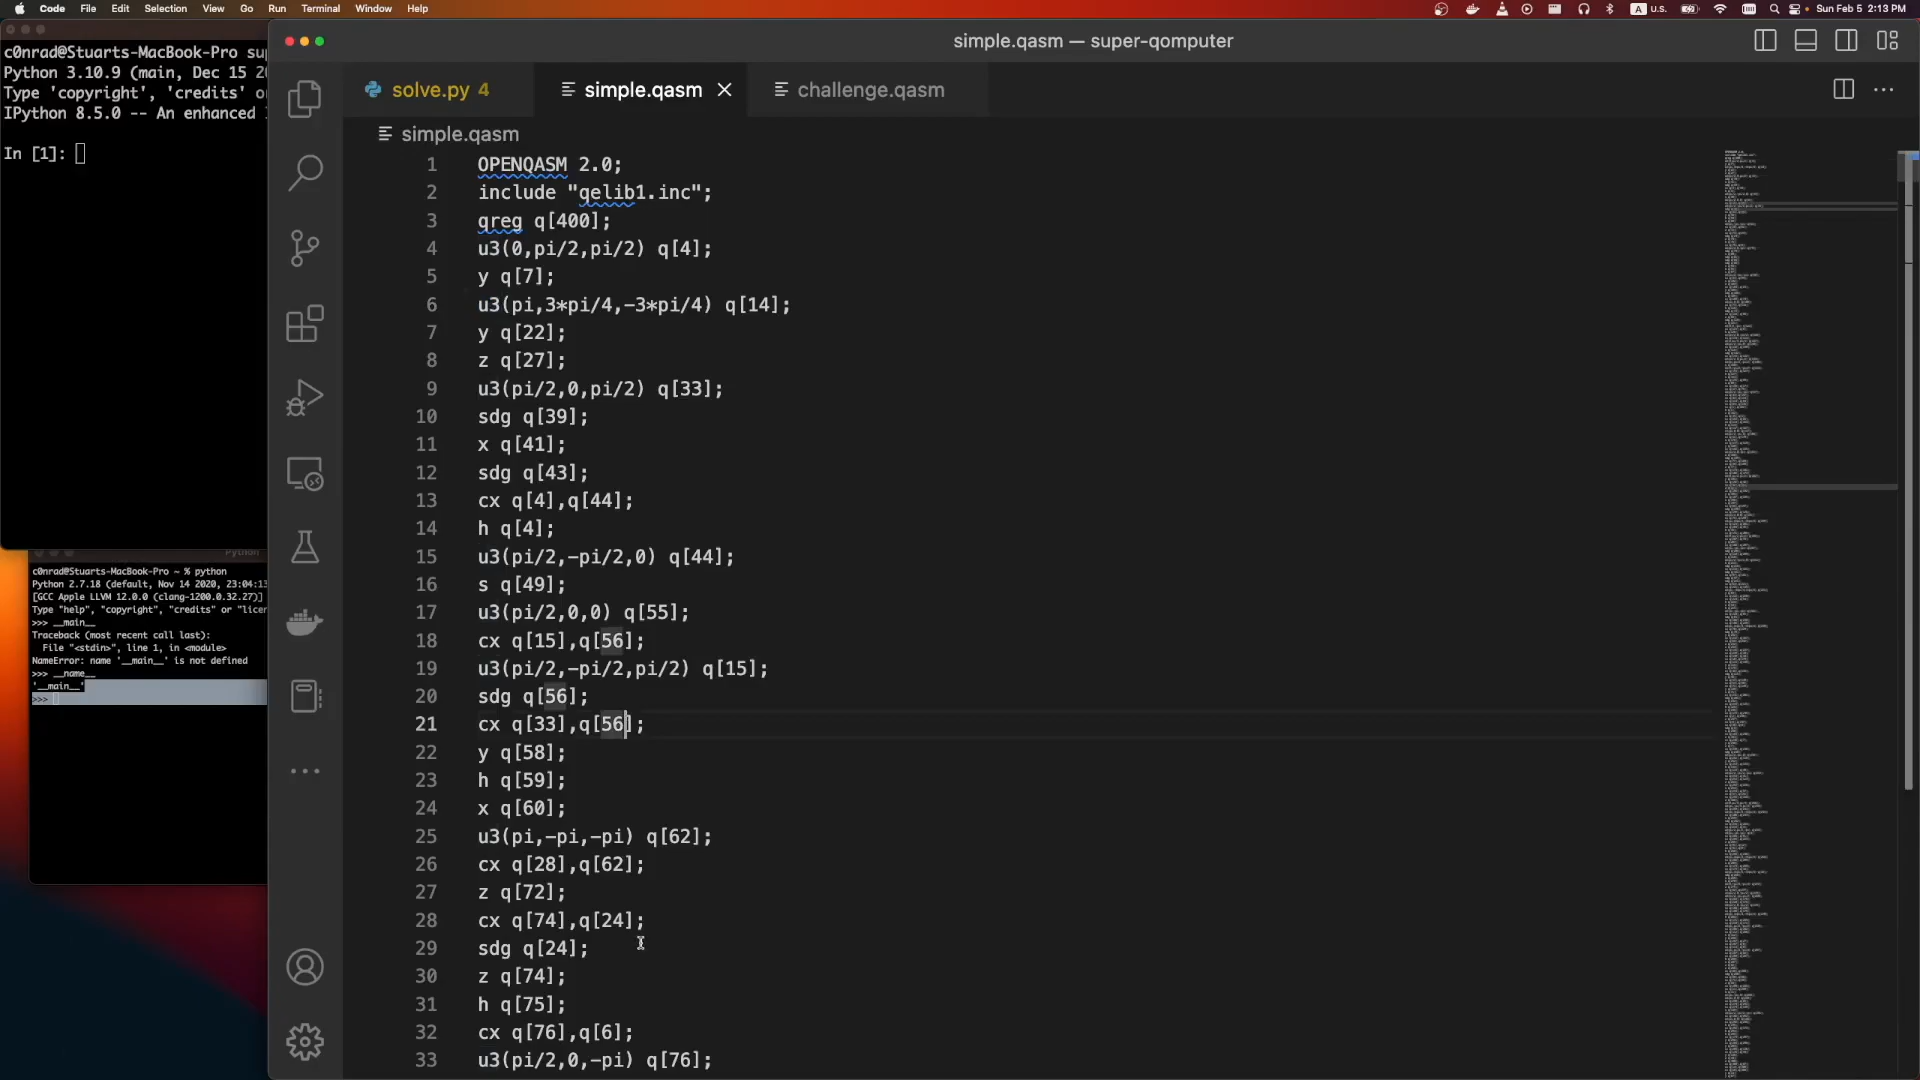 Code File Edit Selection View Go Run Terminal Window Help
A U.S.
Sun Feb 5 2:13 PM
c0nrad@Stuarts-MacBook-Pro
Python 3.10.9 (main, Dec 15 2
Type 'copyright', 'credits' o
IPython 8.5.0 -- An enhanced
In [1]:
Python
c0nrad@Stuarts-MacBook-Pro ~ % python
Python 2.7.18 (default, Nov 14 2020, 23:04:13
[GCC Apple LLVM 12.0.0 (clang-1200.0.32.27)]
Type "help", "copyright", "credits" or "licen
>>> __main__
Traceback (most recent call last):
File "<stdin>", line 1, in <module>
NameError: name '__main__' is not defined
>>> __name__
'__main__'
>>>
simple.qasm — super-qomputer
solve.py 4
simple.qasm
challenge.qasm
simple.qasm
1 OPENQASM 2.0;
2 include "qelib1.inc";
3 qreg q[400];
4 u3(0,pi/2,pi/2) q[4];
5 y q[7];
6 u3(pi,3*pi/4,-3*pi/4) q[14];
7 y q[22];
8 z q[27];
9 u3(pi/2,0,pi/2) q[33];
10 sdg q[39];
11 x q[41];
12 sdg q[43];
13 cx q[4],q[44];
14 h q[4];
15 u3(pi/2,-pi/2,0) q[44];
16 s q[49];
17 u3(pi/2,0,0) q[55];
18 cx q[15],q[56];
19 u3(pi/2,-pi/2,pi/2) q[15];
20 sdg q[56];
21 cx q[33],q[56];
22 y q[58];
23 h q[59];
24 x q[60];
25 u3(pi,-pi,-pi) q[62];
26 cx q[28],q[62];
27 z q[72];
28 cx q[74],q[24];
29 sdg q[24];
30 z q[74];
31 h q[75];
32 cx q[76],q[6];
33 u3(pi/2,0,-pi) q[76];